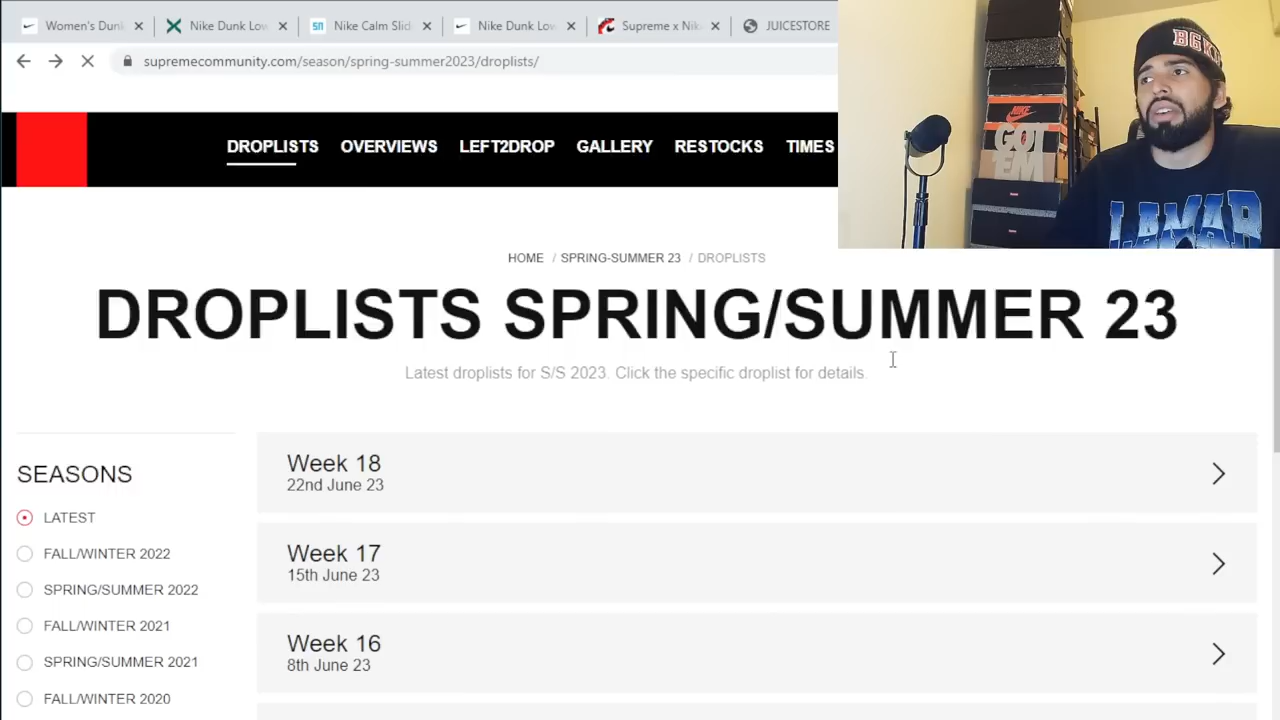 Women's Dunk
Nike Dunk Low
Nike Calm Slid
Nike Dunk Low
Supreme x Nik
JUICESTORE
supremecommunity.com/season/spring-summer2023/droplists/
DROPLISTS OVERVIEWS LEFT2DROP GALLERY RESTOCKS TIMES
NIKE
GOT
'EM
LAMAR
HOME / SPRING-SUMMER 23 / DROPLISTS
DROPLISTS SPRING/SUMMER 23
Latest droplists for S/S 2023. Click the specific droplist for details.
SEASONS
LATEST
FALL/WINTER 2022
SPRING/SUMMER 2022
FALL/WINTER 2021
SPRING/SUMMER 2021
FALL/WINTER 2020
Week 18
22nd June 23
Week 17
15th June 23
Week 16
8th June 23